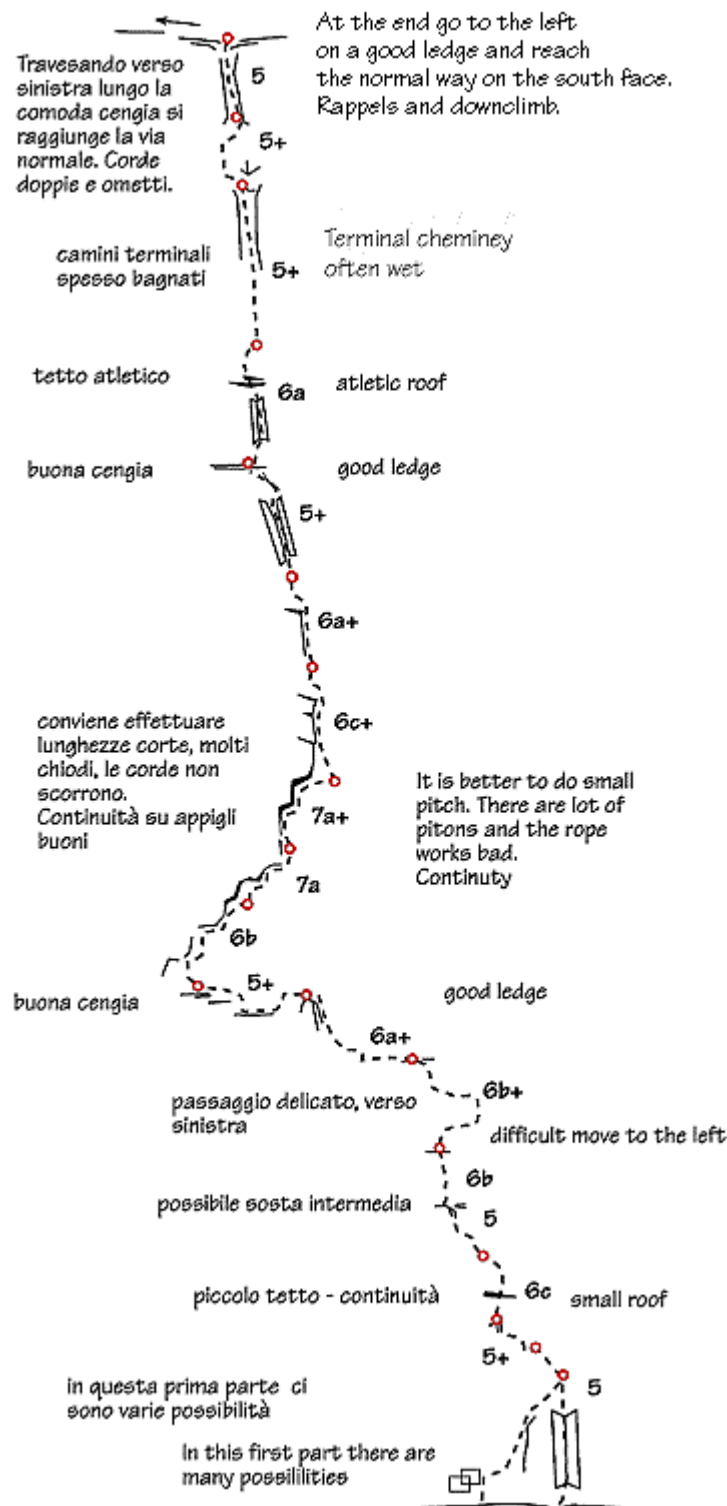 At the end go to the left
on a good ledge and reach
the normal way on the south face.
Rappels and downclimb.
Travesando verso
sinistra lungo la
comoda cengia si
raggiunge la via
normale. Corde
doppie e ometti.
5
5+
camini terminali
spesso bagnati
5+
Terminal cheminey
often wet
tetto atletico
6a
atletic roof
buona cengia
good ledge
5+
6a+
6c+
conviene effettuare
lunghezze corte, molti
chiodi, le corde non
scorrono.
Continuità su appigli
buoni
7a+
It is better to do small
pitch. There are lot of
pitons and the rope
works bad.
Continuty
7a
6b
buona cengia
5+
good ledge
6a+
6b+
passaggio delicato, verso
sinistra
difficult move to the left
6b
possibile sosta intermedia
5
piccolo tetto - continuità
6c
small roof
5+
5
in questa prima parte ci
sono varie possibilità
In this first part there are
many possililities